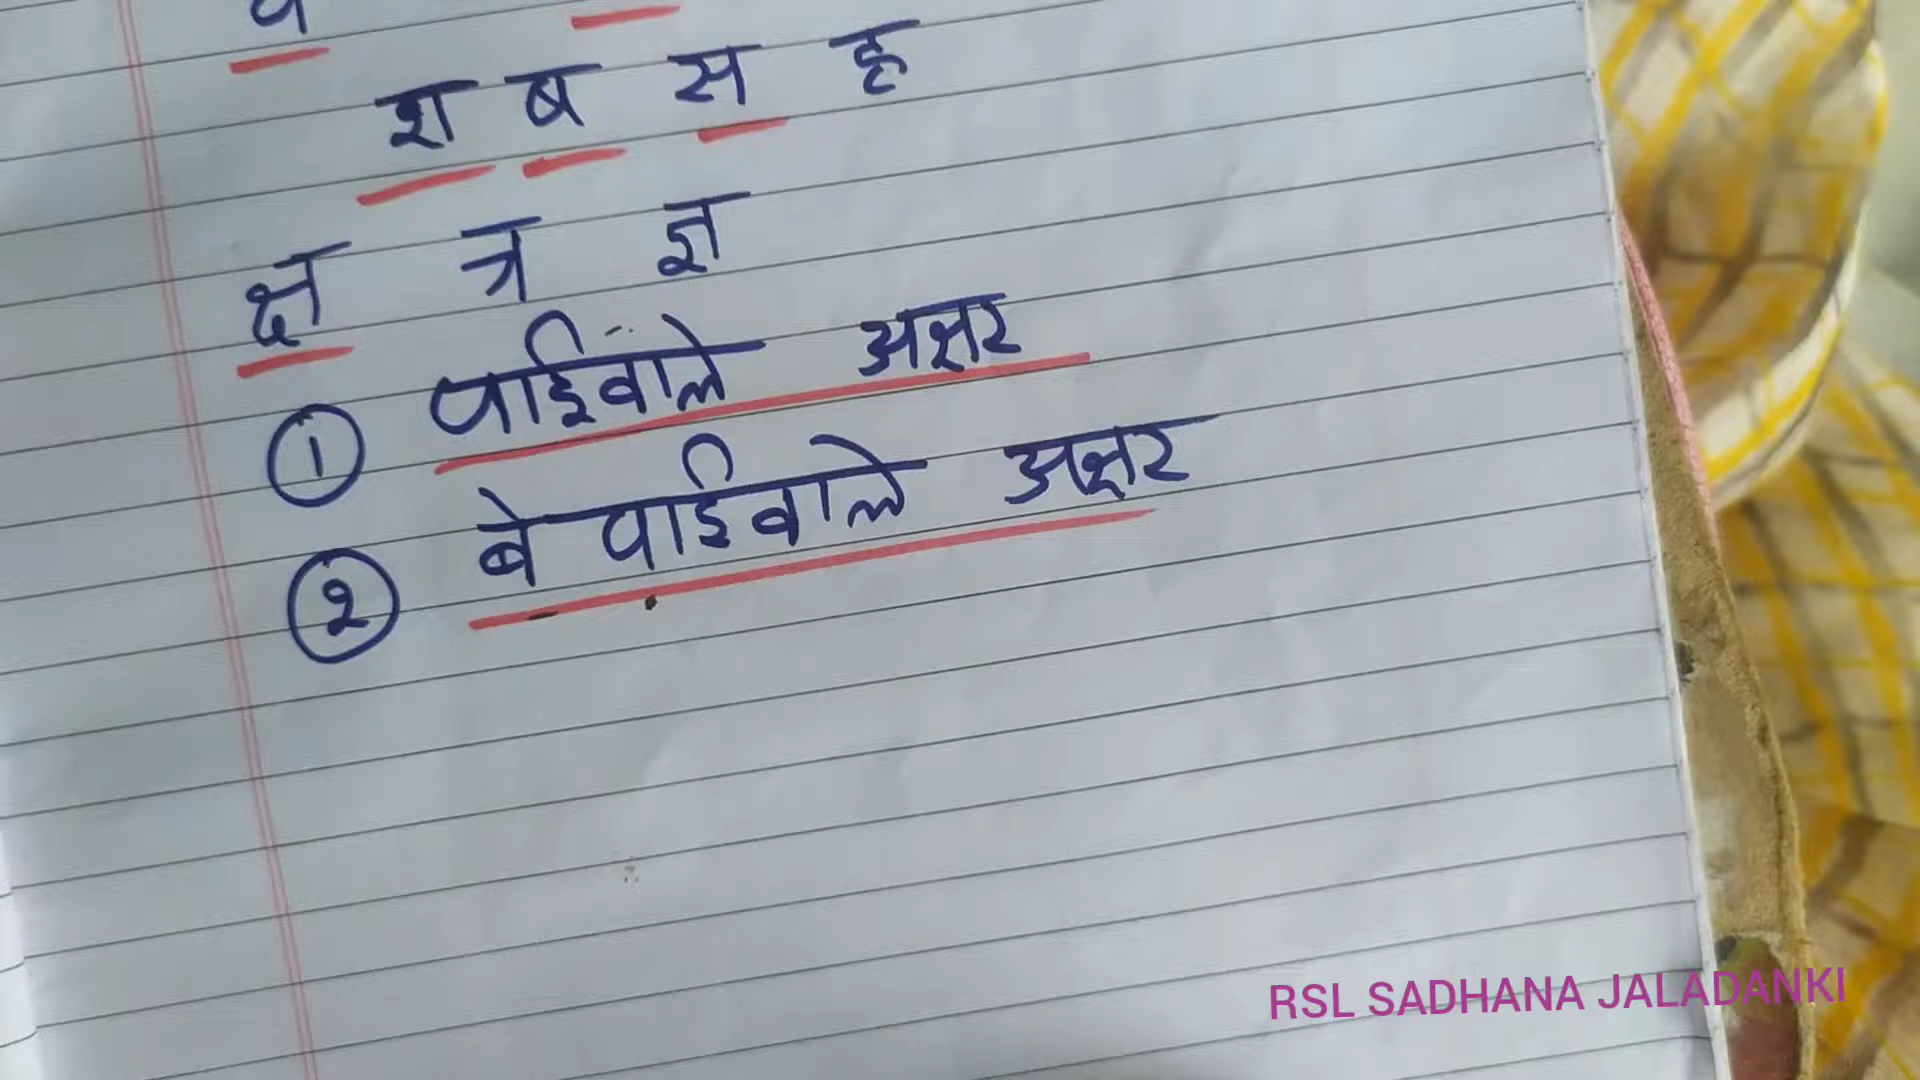 श ब स ह
क्ष त्र ज्ञ
① पाईवाले अक्षर
② बे पाईवाले अक्षर
RSL SADHANA JALADANKI